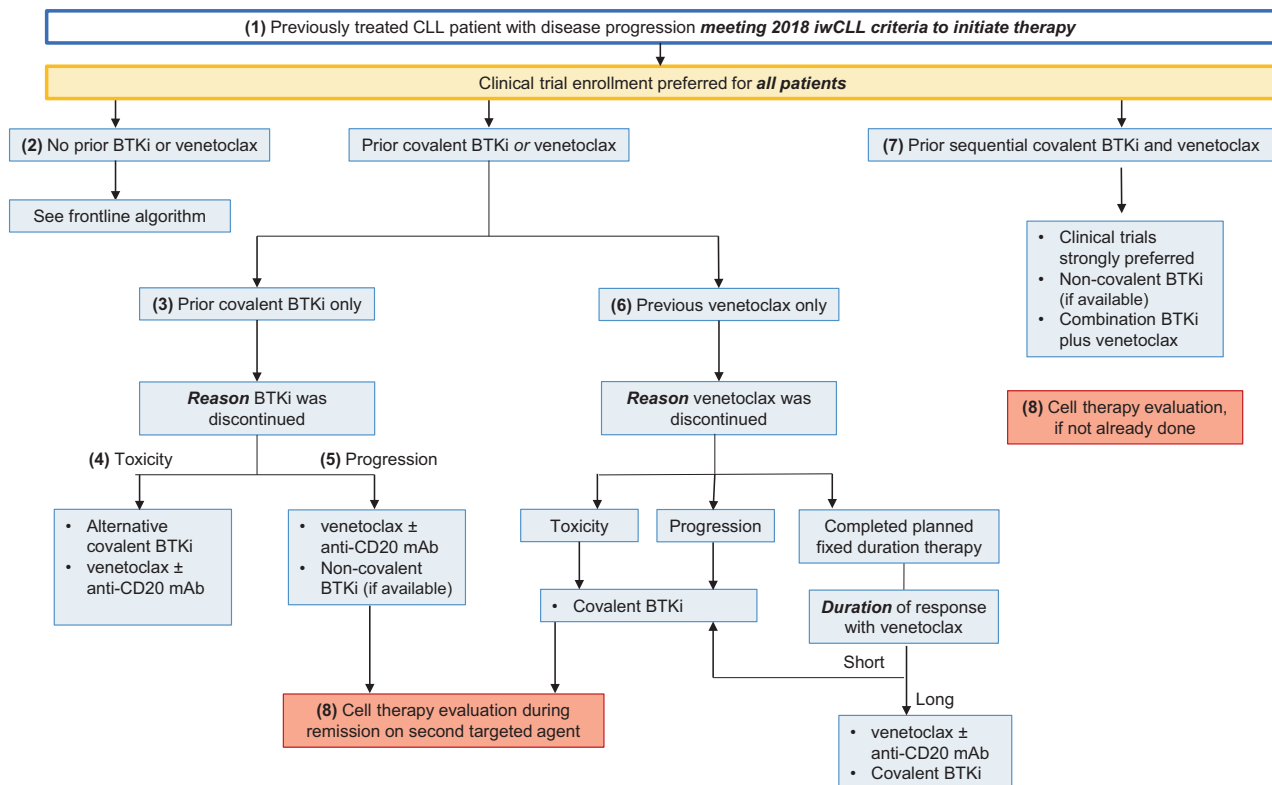 (1) Previously treated CLL patient with disease progression meeting 2018 iwCLL criteria to initiate therapy
Clinical trial enrollment preferred for all patients
(2) No prior BTKi or venetoclax
Prior covalent BTKi or venetoclax
(7) Prior sequential covalent BTKi and venetoclax
See frontline algorithm
• Clinical trials
strongly preferred
• Non-covalent BTKi
(if available)
• Combination BTKi
plus venetoclax
(3) Prior covalent BTKi only
(6) Previous venetoclax only
Reason BTKi was
discontinued
Reason venetoclax was
discontinued
(8) Cell therapy evaluation,
if not already done
(4) Toxicity
(5) Progression
• Alternative
covalent BTKi
• venetoclax ±
anti-CD20 mAb
• venetoclax ±
anti-CD20 mAb
• Non-covalent
BTKi (if available)
Toxicity
Progression
Completed planned
fixed duration therapy
• Covalent BTKi
Duration of response
with venetoclax
Short
Long
(8) Cell therapy evaluation during
remission on second targeted agent
• venetoclax ±
anti-CD20 mAb
• Covalent BTKi